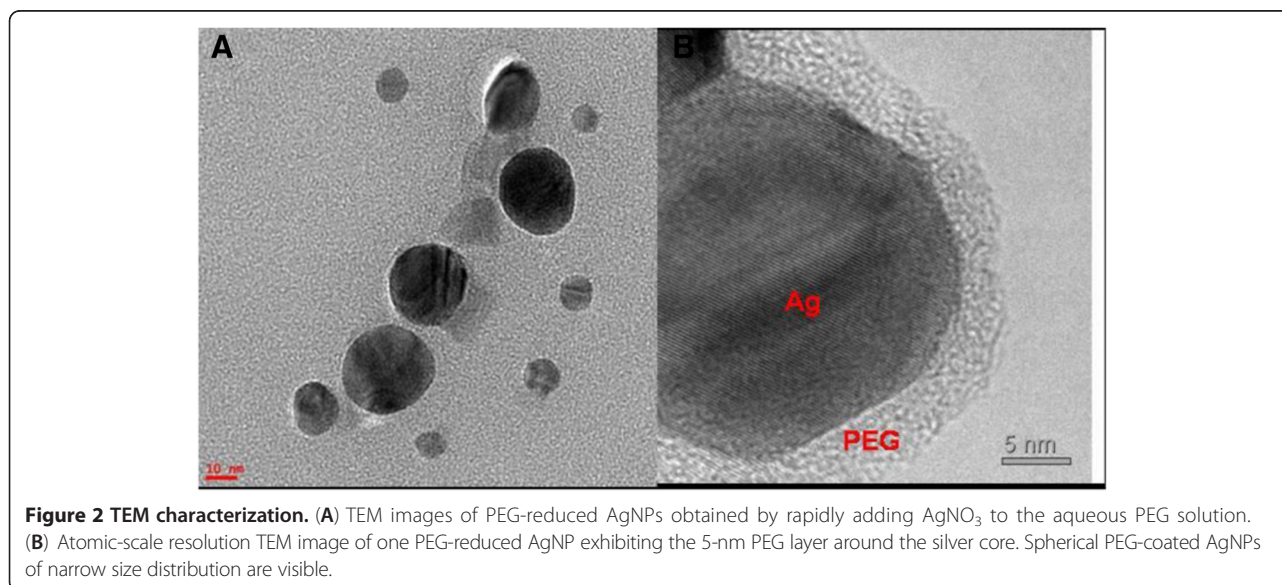 A
B
Ag
PEG
10 nm
5 nm
Figure 2 TEM characterization. (A) TEM images of PEG-reduced AgNPs obtained by rapidly adding AgNO₃ to the aqueous PEG solution.
(B) Atomic-scale resolution TEM image of one PEG-reduced AgNP exhibiting the 5-nm PEG layer around the silver core. Spherical PEG-coated AgNPs
of narrow size distribution are visible.